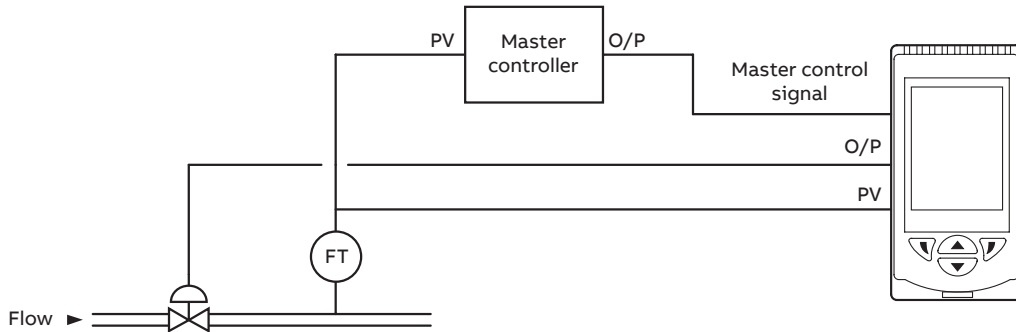 PV
Master
controller
O/P
Master control
signal
O/P
PV
FT
Flow